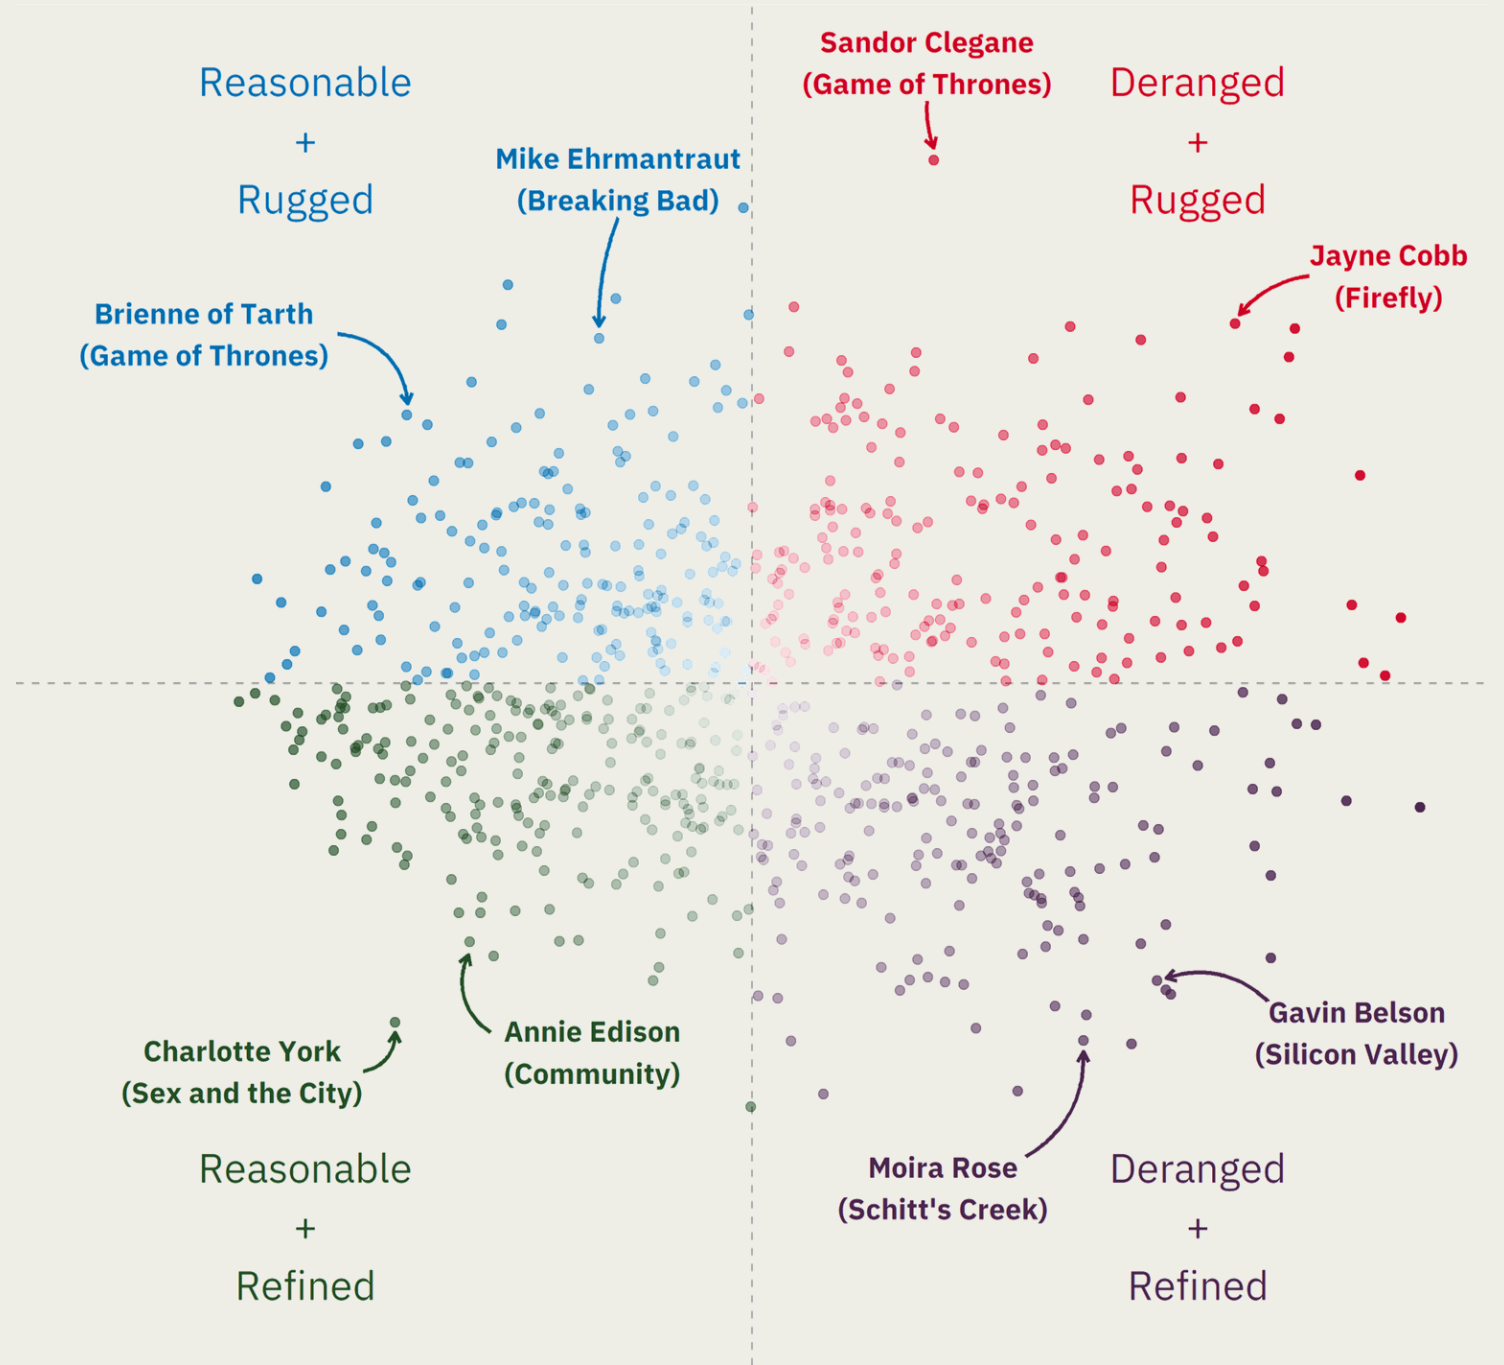 Reasonable
+
Rugged
Sandor Clegane
(Game of Thrones)
Deranged
+
Rugged
Mike Ehrmantraut
(Breaking Bad)
Jayne Cobb
(Firefly)
Brienne of Tarth
(Game of Thrones)
Charlotte York
(Sex and the City)
Annie Edison
(Community)
Gavin Belson
(Silicon Valley)
Moira Rose
(Schitt's Creek)
Reasonable
+
Refined
Deranged
+
Refined